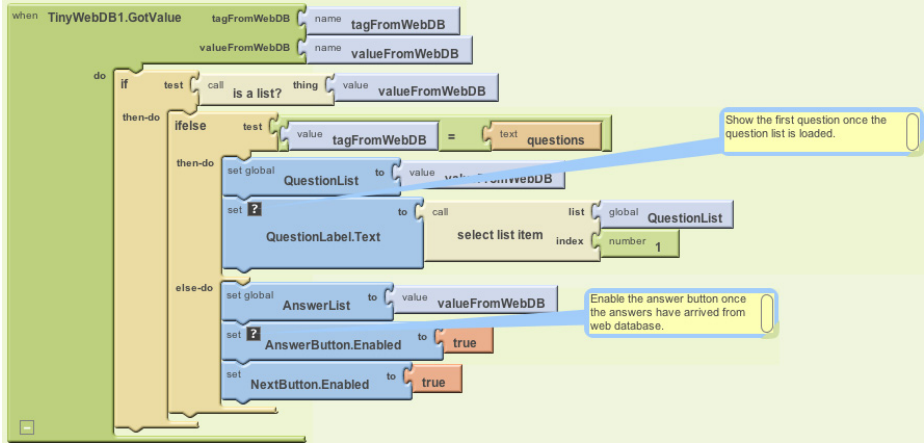 when TinyWebDB1.GotValue tagFromWebDB name tagFromWebDB
valueFromWebDB name valueFromWebDB
do if test call is a list? thing value valueFromWebDB
then-do ifelse test value tagFromWebDB = text questions
Show the first question once the
question list is loaded.
then-do set global QuestionList to value valueFromWebDB
set ? QuestionLabel.Text to call select list item list global QuestionList
index number 1
else-do set global AnswerList to value valueFromWebDB
Enable the answer button once
the answers have arrived from
web database.
set ? AnswerButton.Enabled to true
set NextButton.Enabled to true